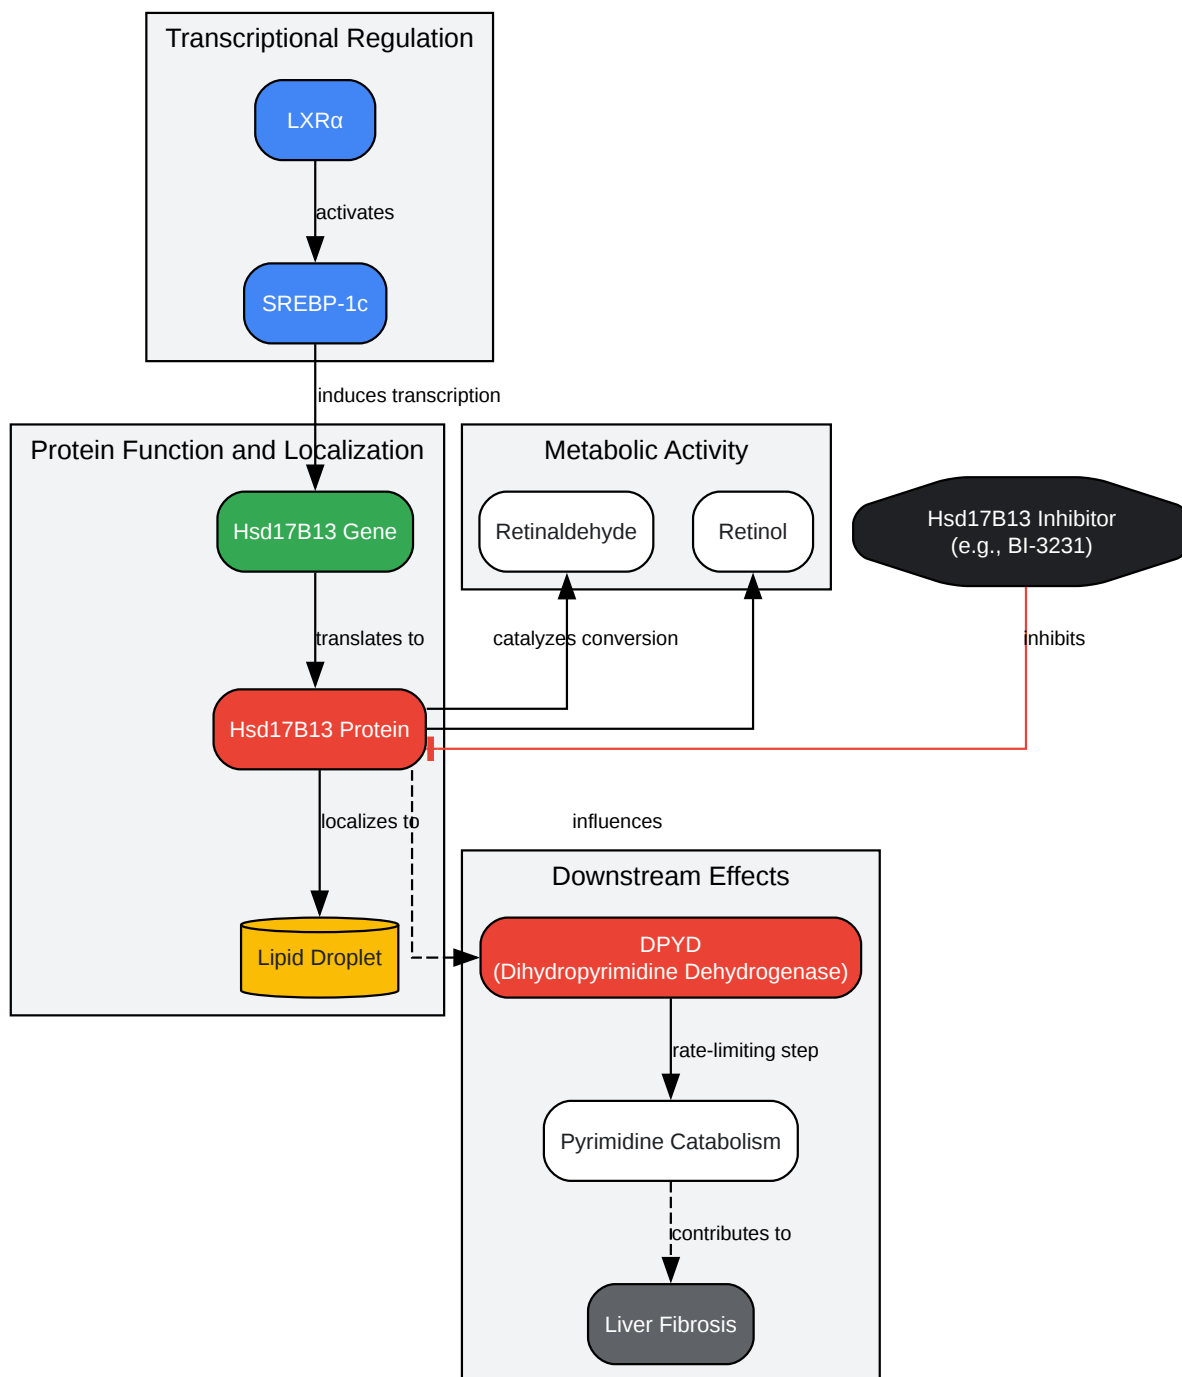 Transcriptional Regulation
LXRα
activates
SREBP-1c
induces transcription
Protein Function and Localization
Metabolic Activity
Hsd17B13 Gene
Retinaldehyde
Retinol
Hsd17B13 Inhibitor
(e.g., BI-3231)
translates to
catalyzes conversion
inhibits
Hsd17B13 Protein
localizes to
influences
Downstream Effects
Lipid Droplet
DPYD
(Dihydropyrimidine Dehydrogenase)
rate-limiting step
Pyrimidine Catabolism
contributes to
Liver Fibrosis